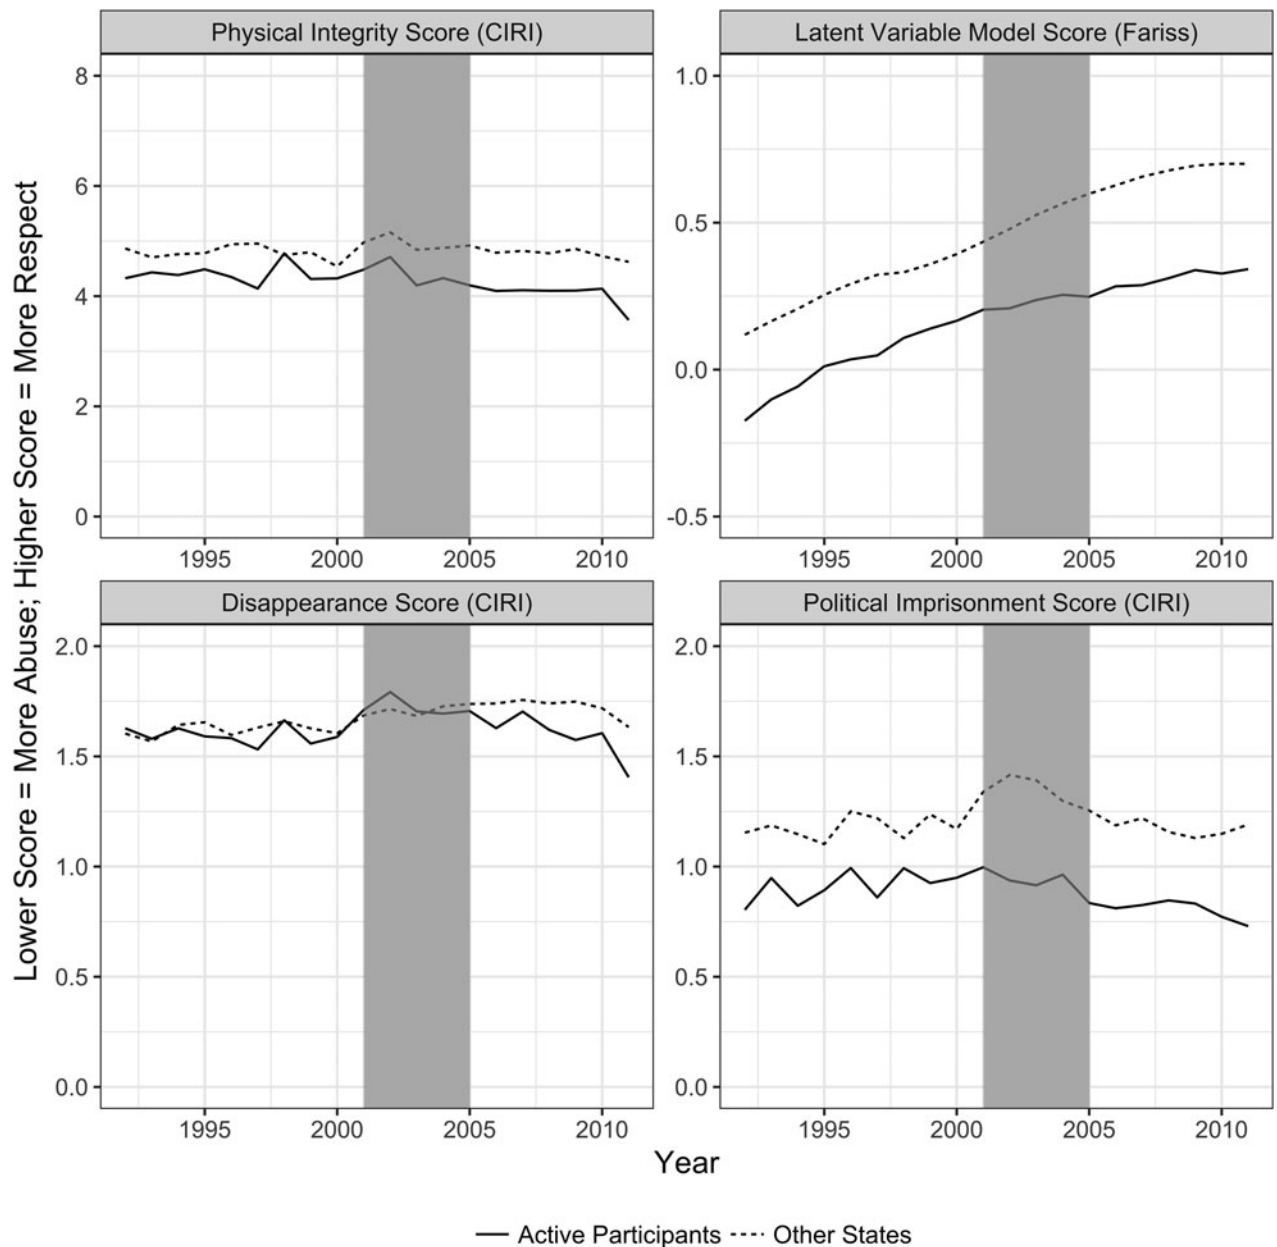 Lower Score = More Abuse; Higher Score = More Respect
Physical Integrity Score (CIRI)
8
6
4
2
0
1995 2000 2005 2010
Latent Variable Model Score (Fariss)
1.0
0.5
0.0
-0.5
1995 2000 2005 2010
Disappearance Score (CIRI)
2.0
1.5
1.0
0.5
0.0
1995 2000 2005 2010
Political Imprisonment Score (CIRI)
2.0
1.5
1.0
0.5
0.0
1995 2000 2005 2010
Year
Active Participants Other States